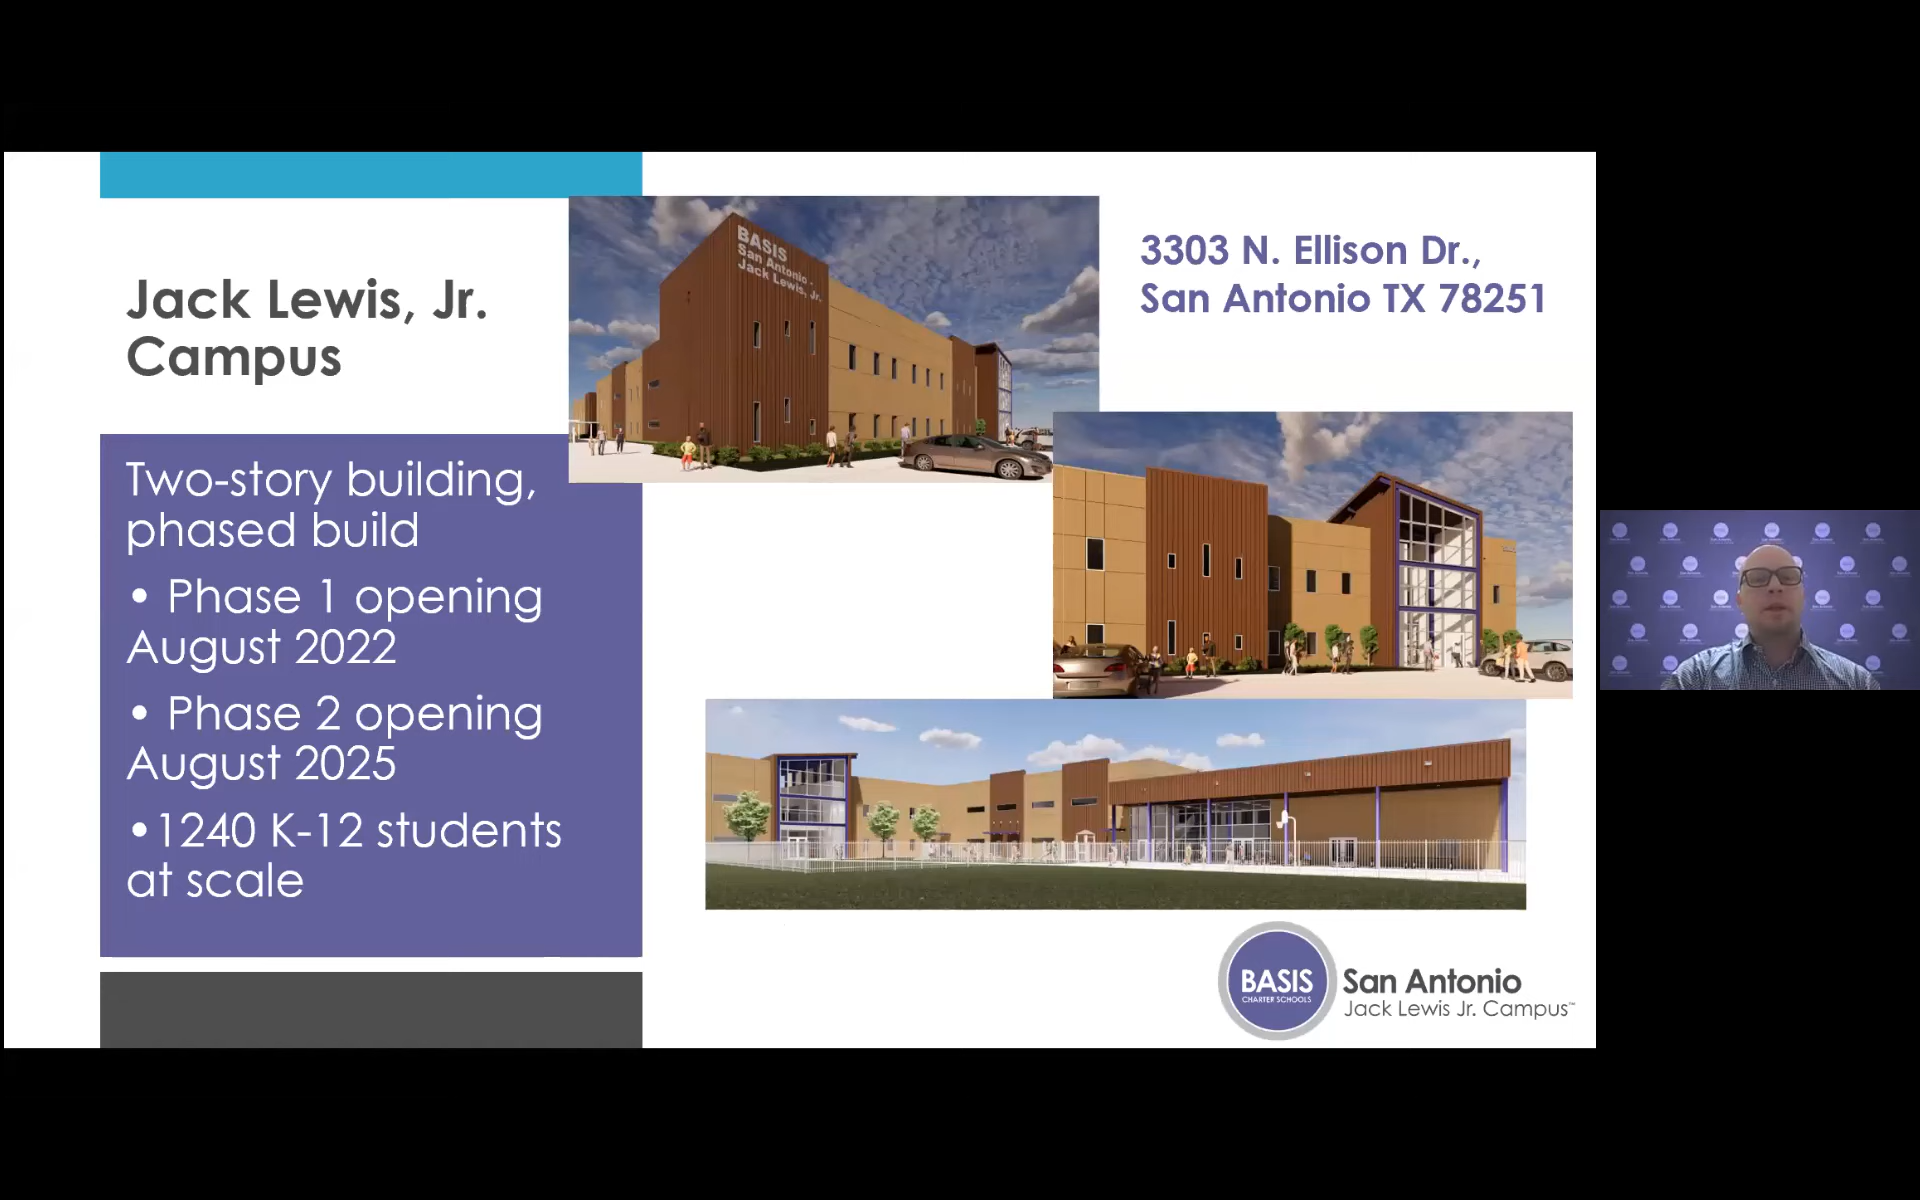 Jack Lewis, Jr.
Campus
Two-story building,
phased build
• Phase 1 opening
August 2022
• Phase 2 opening
August 2025
•1240 K-12 students
at scale
BASIS
San Antonio -
Jack Lewis, Jr.
3303 N. Ellison Dr.,
San Antonio TX 78251
BASIS
CHARTER SCHOOLS
San Antonio
Jack Lewis Jr. Campus™